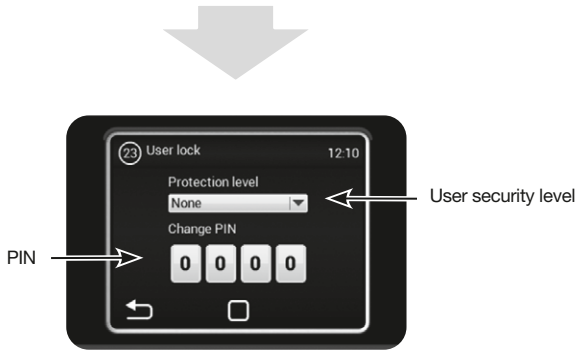 23 User lock 12:10
Protection level
None
User security level
Change PIN
PIN
0 0 0 0